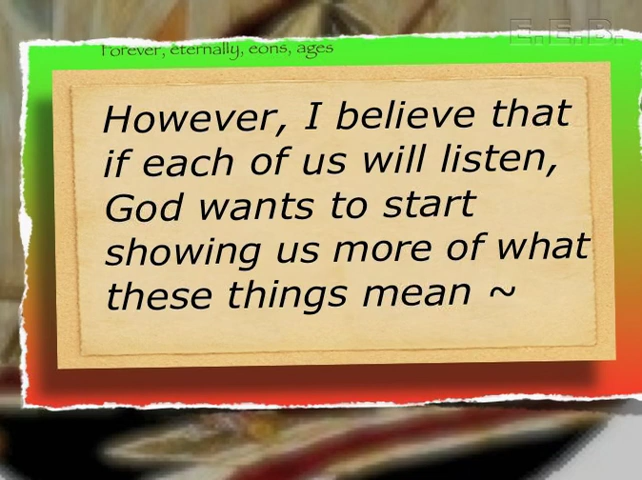 E.E.B.
Forever, eternally, eons, ages
However, I believe that
if each of us will listen,
God wants to start
showing us more of what
these things mean ~